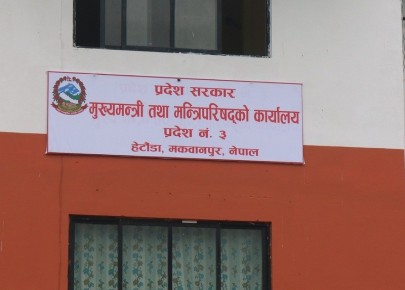 प्रदेश सरकार
मुख्यमन्त्री तथा मन्त्रिपरिषद्को कार्यालय
प्रदेश नं. ३
हेटौंडा, मकवानपुर, नेपाल